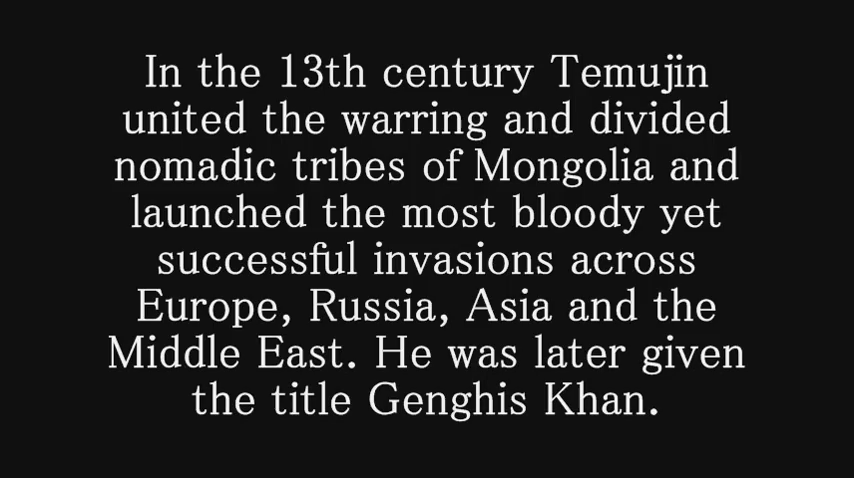 In the 13th century Temujin
united the warring and divided
nomadic tribes of Mongolia and
launched the most bloody yet
successful invasions across
Europe, Russia, Asia and the
Middle East. He was later given
the title Genghis Khan.